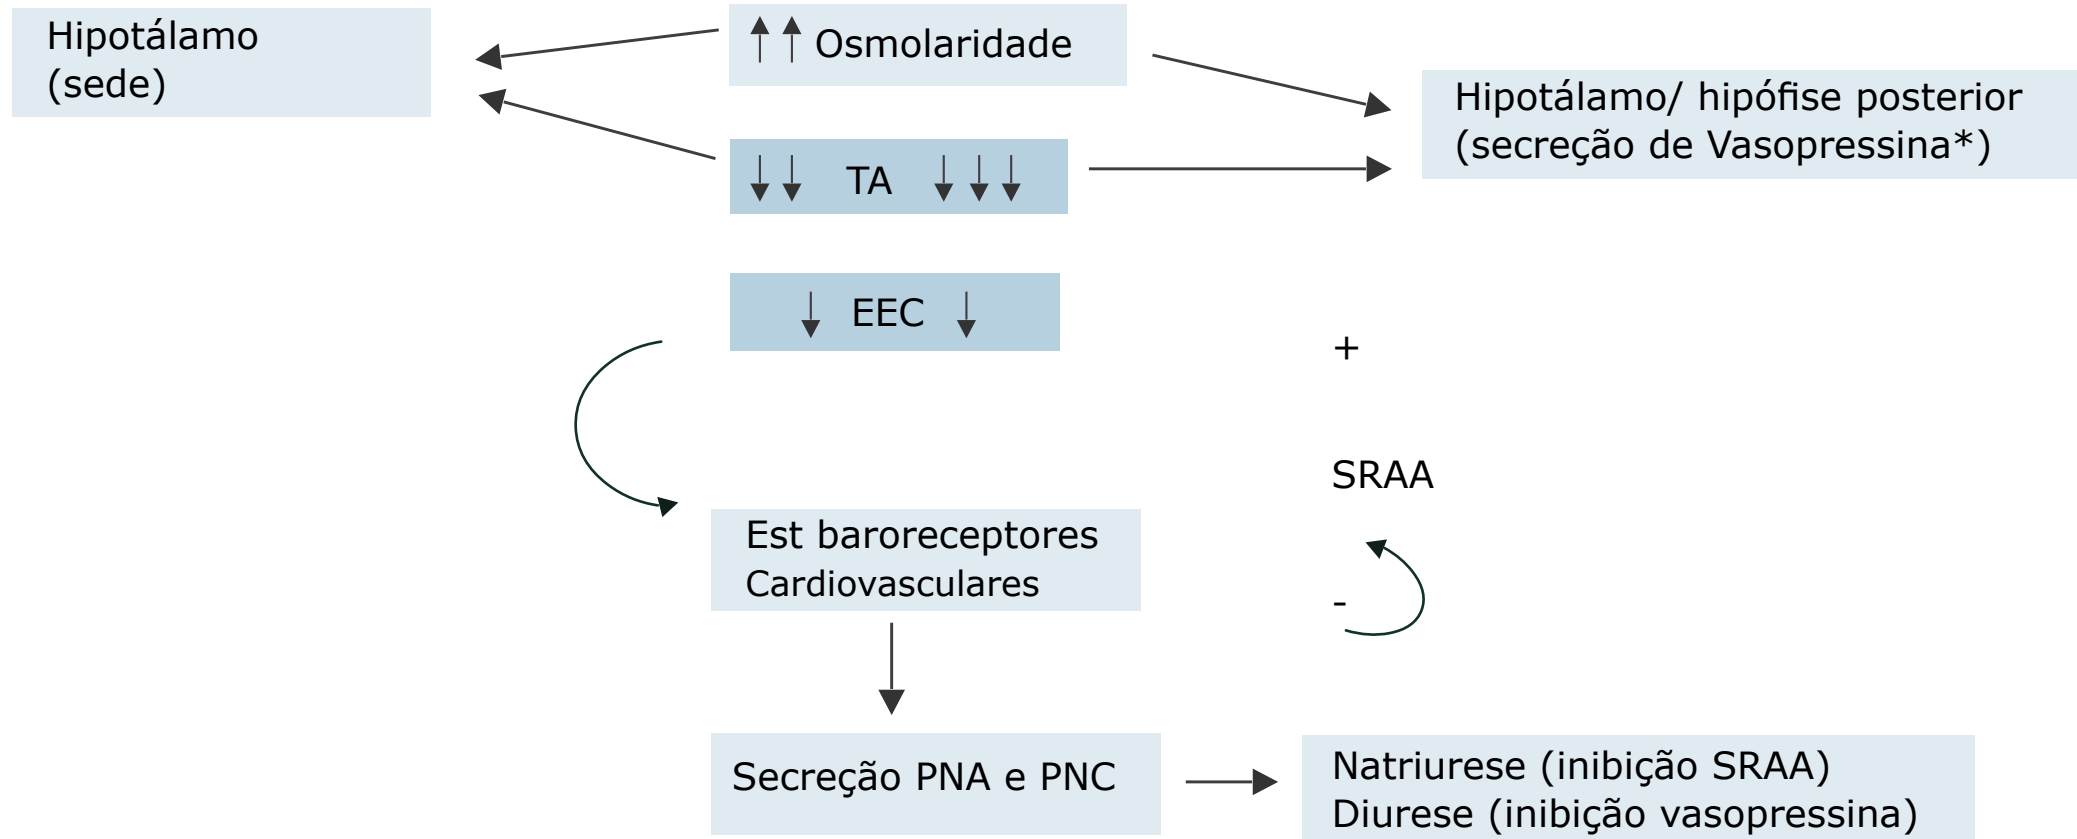 Hipotálamo
(sede)
↑↑ Osmolaridade
Hipotálamo/ hipófise posterior
(secreção de Vasopressina*)
↓↓ TA ↓↓↓
↓ EEC ↓
+
SRAA
Est baroreceptores
Cardiovasculares
-
Secreção PNA e PNC
Natriurese (inibição SRAA)
Diurese (inibição vasopressina)